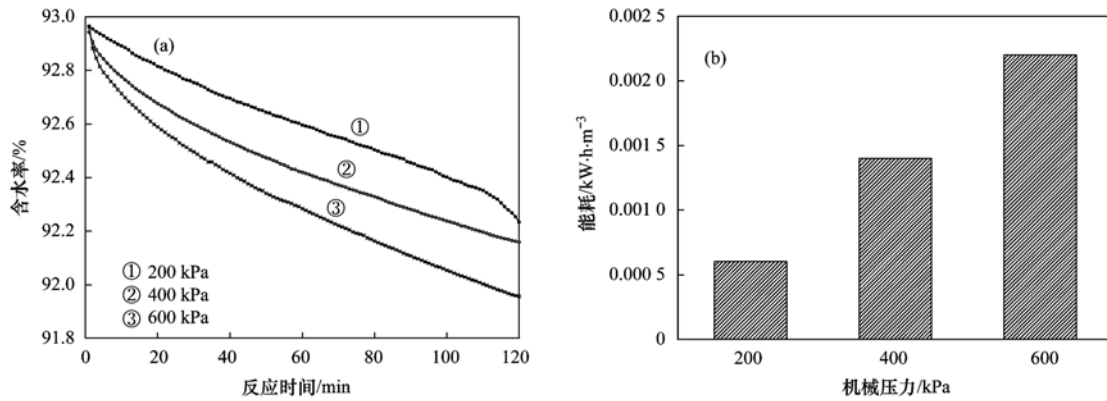 (a)
93.0
92.8
92.6
92.4
92.2
92.0
91.8
含水率/%
①
②
③
① 200 kPa
② 400 kPa
③ 600 kPa
0 20 40 60 80 100 120
反应时间/min
(b)
0.002 5
0.002 0
0.001 5
0.001 0
0.000 5
0
能耗/kW·h·m⁻³
200 400 600
机械压力/kPa